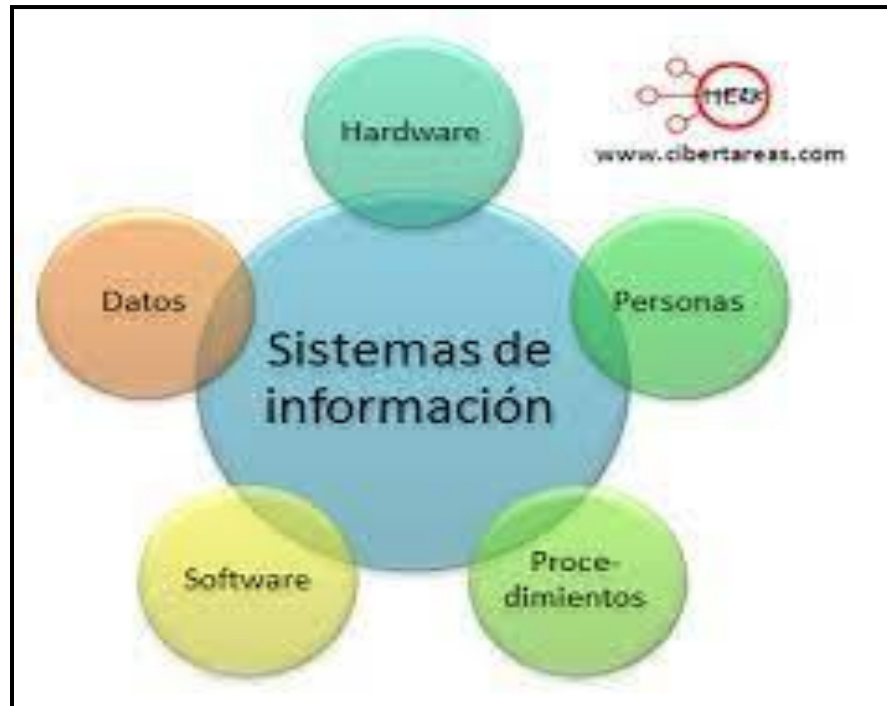 Hardware
www.cibertareas.com
Datos
Personas
Sistemas de
información
Software
Proce-
dimientos